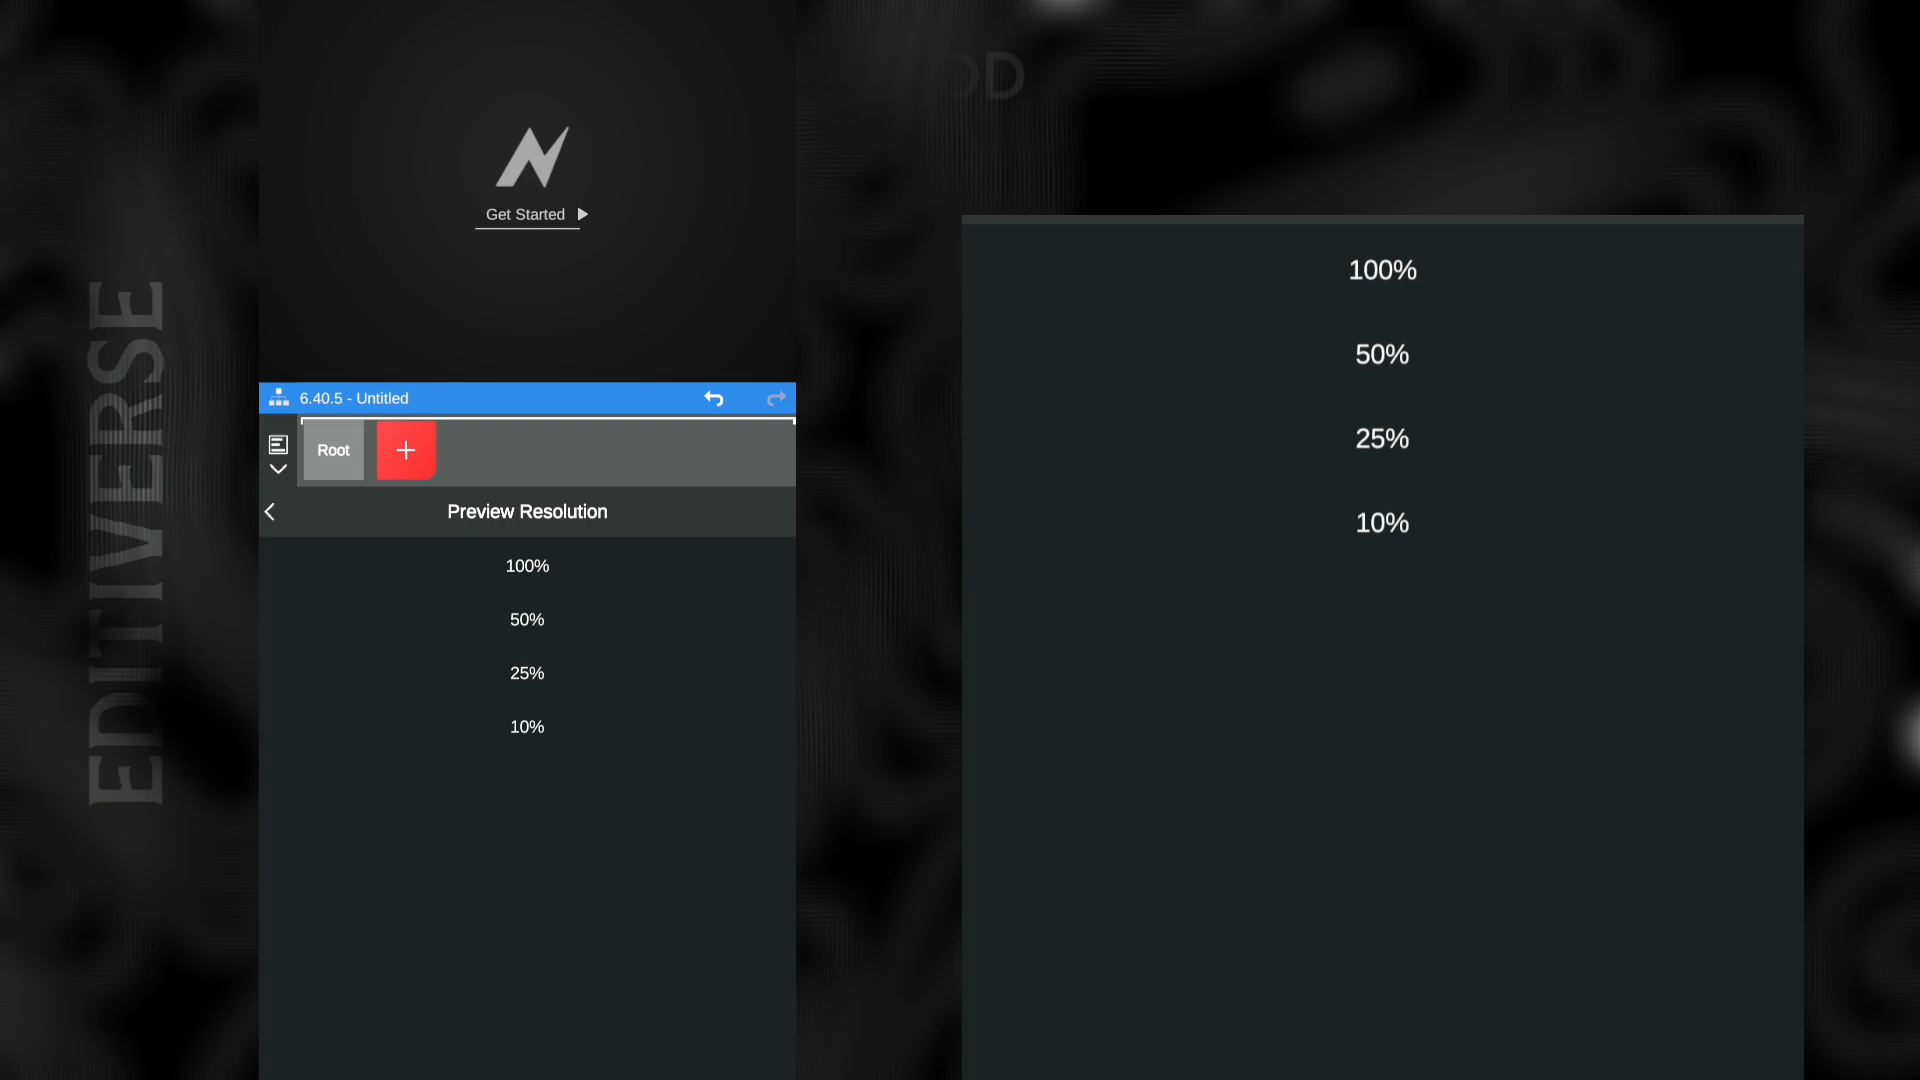 EDITIVERSE
Get Started
6.40.5 - Untitled
Root
Preview Resolution
100%
50%
25%
10%
100%
50%
25%
10%